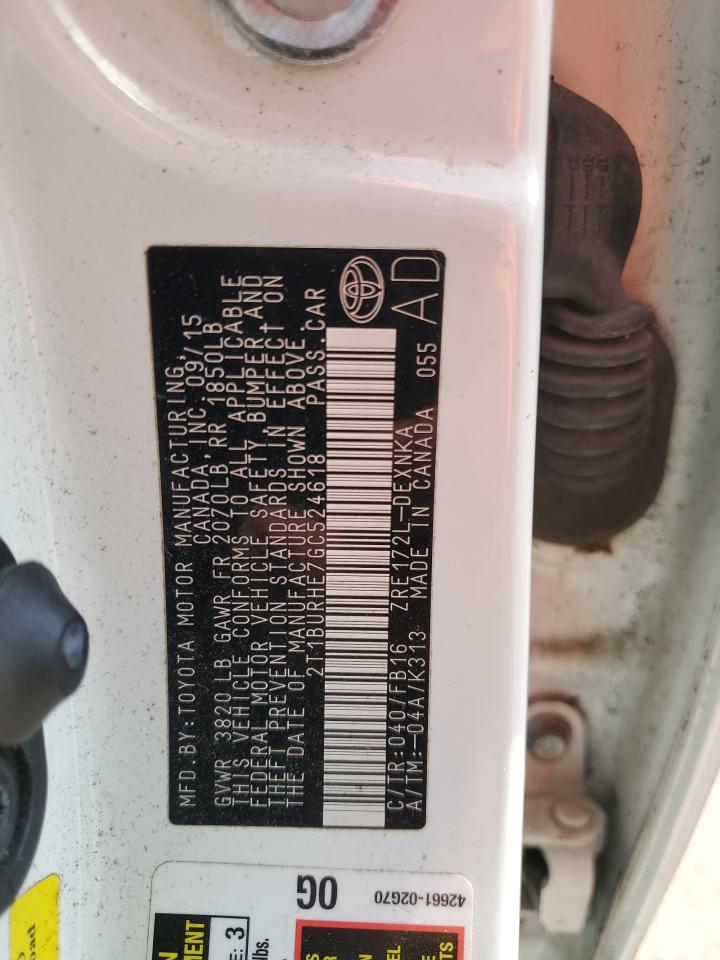 MFD.BY:TOYOTA MOTOR MANUFACTURING,
CANADA, INC. 09/15
GVWR 3820 LB GAWR FR 2070LB RR 1850LB
THIS VEHICLE CONFORMS TO ALL APPLICABLE
FEDERAL MOTOR VEHICLE SAFETY, BUMPER AND
THEFT PREVENTION STANDARDS IN EFFECT ON
THE DATE OF MANUFACTURE SHOWN ABOVE.
2T1BURHE7GC524618 PASS.CAR
C/TR:040/FB16 ZRE172L-DEXNKA
A/TM:-04A/K313 MADE IN CANADA 055
AD
0G
42661-02G70
3
lbs.